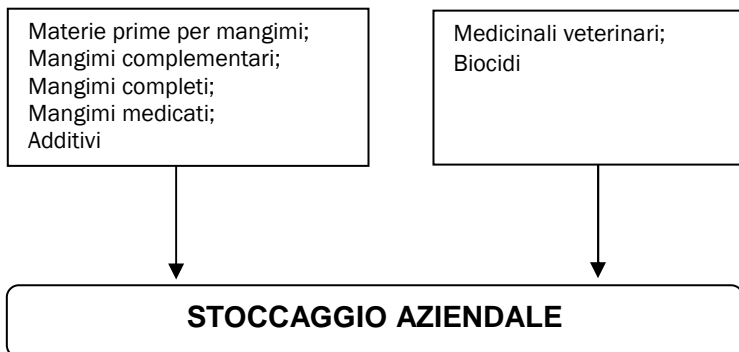 Materie prime per mangimi;
Mangimi complementari;
Mangimi completi;
Mangimi medicati;
Additivi
Medicinali veterinari;
Biocidi
STOCCAGGIO AZIENDALE